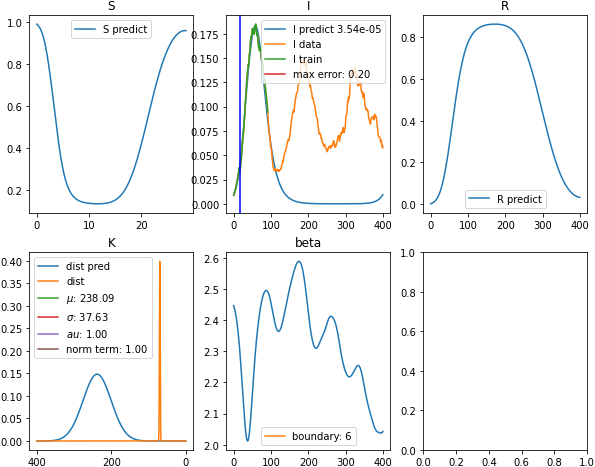 S
S predict
1.0
0.8
0.6
0.4
0.2
0
20
I
I predict 3.54e-05
I data
I train
max error: 0.20
0.175
0.150
0.125
0.100
0.075
0.050
0.025
0.000
0 100 200 300 400
R
0.8
0.6
0.4
0.2
0.0
R predict
0 100 200 300 400
K
dist pred
dist
μ: 238.09
σ: 37.63
au: 1.00
norm term: 1.00
0.40
0.35
0.30
0.25
0.20
0.15
0.10
0.05
0.00
400 200 0
beta
2.6
2.5
2.4
2.3
2.2
2.1
2.0
boundary: 6
0 100 200 300 400
1.0
0.8
0.6
0.4
0.2
0.0
0.0 0.2 0.4 0.6 0.8 1.0